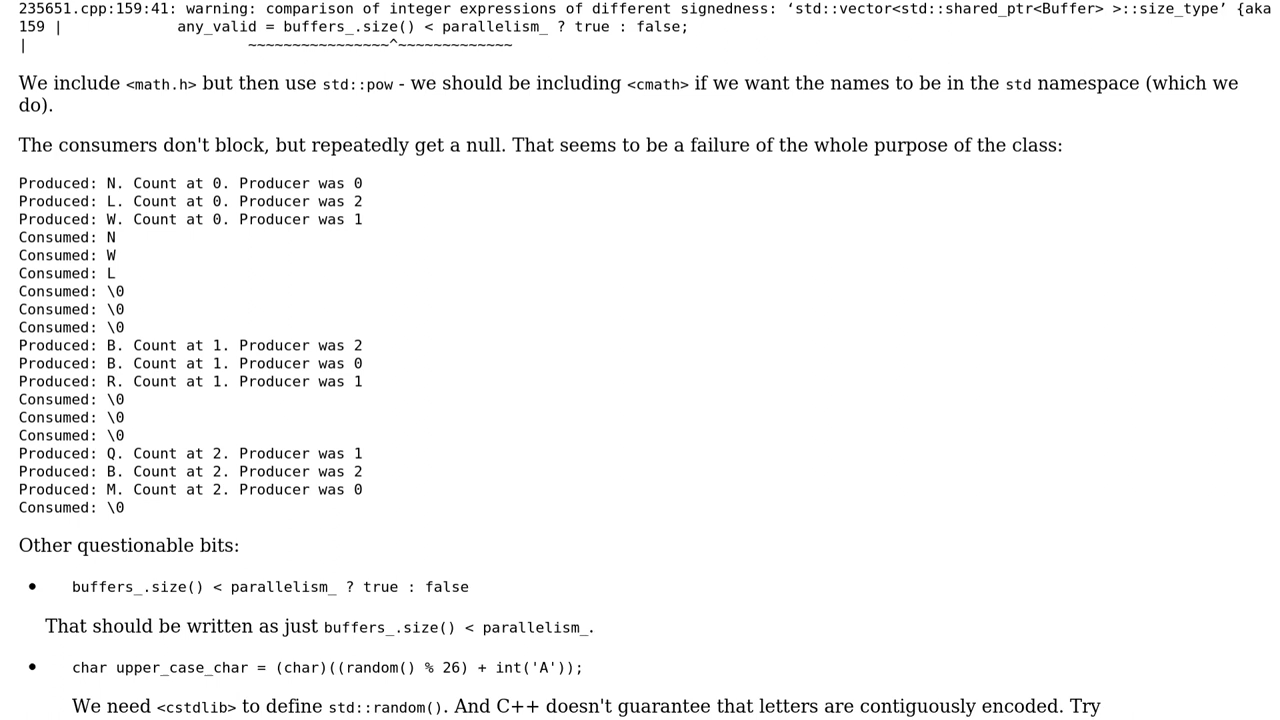 235651.cpp:159:41: warning: comparison of integer expressions of different signedness: ‘std::vector<std::shared_ptr<Buffer> >::size_type’ {aka
159 |             any_valid = buffers_.size() < parallelism_ ? true : false;
|                         ~~~~~~~~~~~~~~~~^~~~~~~~~~~~~~
We include <math.h> but then use std::pow - we should be including <cmath> if we want the names to be in the std namespace (which we
do).
The consumers don't block, but repeatedly get a null. That seems to be a failure of the whole purpose of the class:
Produced: N. Count at 0. Producer was 0
Produced: L. Count at 0. Producer was 2
Produced: W. Count at 0. Producer was 1
Consumed: N
Consumed: W
Consumed: L
Consumed: \0
Consumed: \0
Consumed: \0
Produced: B. Count at 1. Producer was 2
Produced: B. Count at 1. Producer was 0
Produced: R. Count at 1. Producer was 1
Consumed: \0
Consumed: \0
Consumed: \0
Produced: Q. Count at 2. Producer was 1
Produced: B. Count at 2. Producer was 2
Produced: M. Count at 2. Producer was 0
Consumed: \0
Other questionable bits:
• buffers_.size() < parallelism_ ? true : false
That should be written as just buffers_.size() < parallelism_.
• char upper_case_char = (char)((random() % 26) + int('A'));
We need <cstdlib> to define std::random(). And C++ doesn't guarantee that letters are contiguously encoded. Try